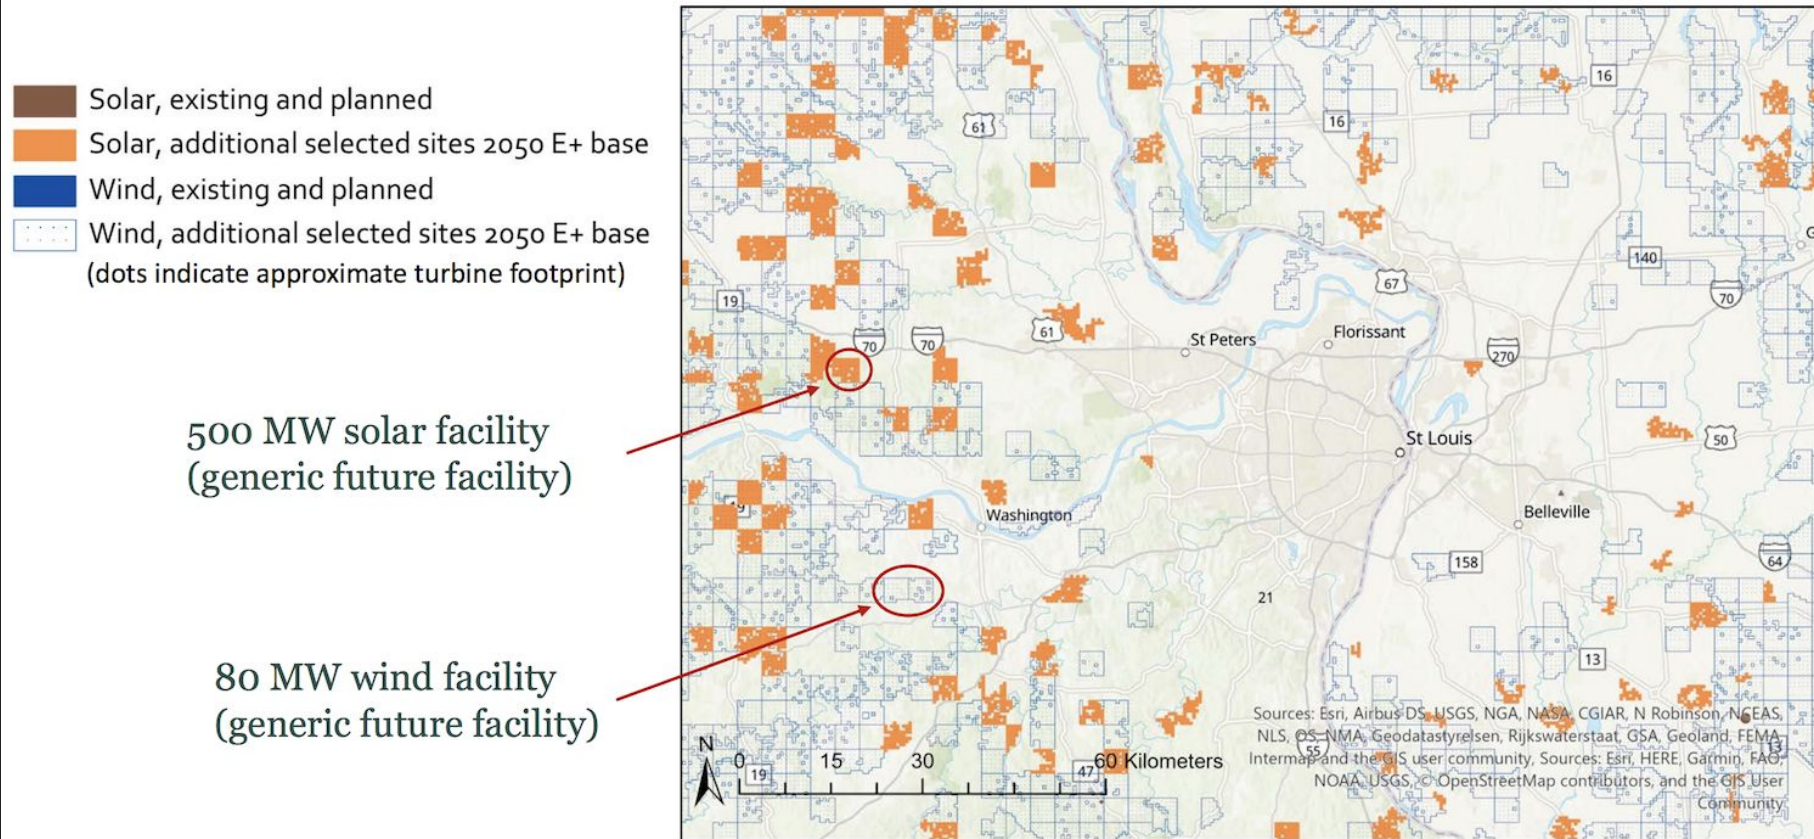 Solar, existing and planned
Solar, additional selected sites 2050 E+ base
Wind, existing and planned
Wind, additional selected sites 2050 E+ base
(dots indicate approximate turbine footprint)
500 MW solar facility
(generic future facility)
80 MW wind facility
(generic future facility)
16
61
16
140
67
70
19
61
St Peters
Florissant
70
70
270
St Louis
50
Washington
Belleville
158
64
21
13
55
13
N
0 15 30 60 Kilometers
19
47
Sources: Esri, Airbus DS, USGS, NGA, NASA, CGIAR, N Robinson, NCEAS,
NLS, OS, NMA, Geodatastyrelsen, Rijkswaterstaat, GSA, Geoland, FEMA,
Intermap and the GIS user community, Sources: Esri, HERE, Garmin, FAO,
NOAA, USGS, © OpenStreetMap contributors, and the GIS User
Community